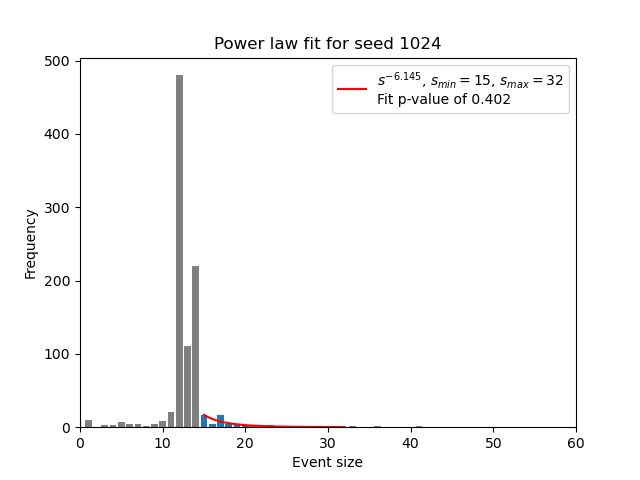 Power law fit for seed 1024
$s^{-6.145}$, $s_{min} = 15$, $s_{max} = 32$
Fit p-value of 0.402
500
400
300
200
100
0
Frequency
0 10 20 30 40 50 60
Event size